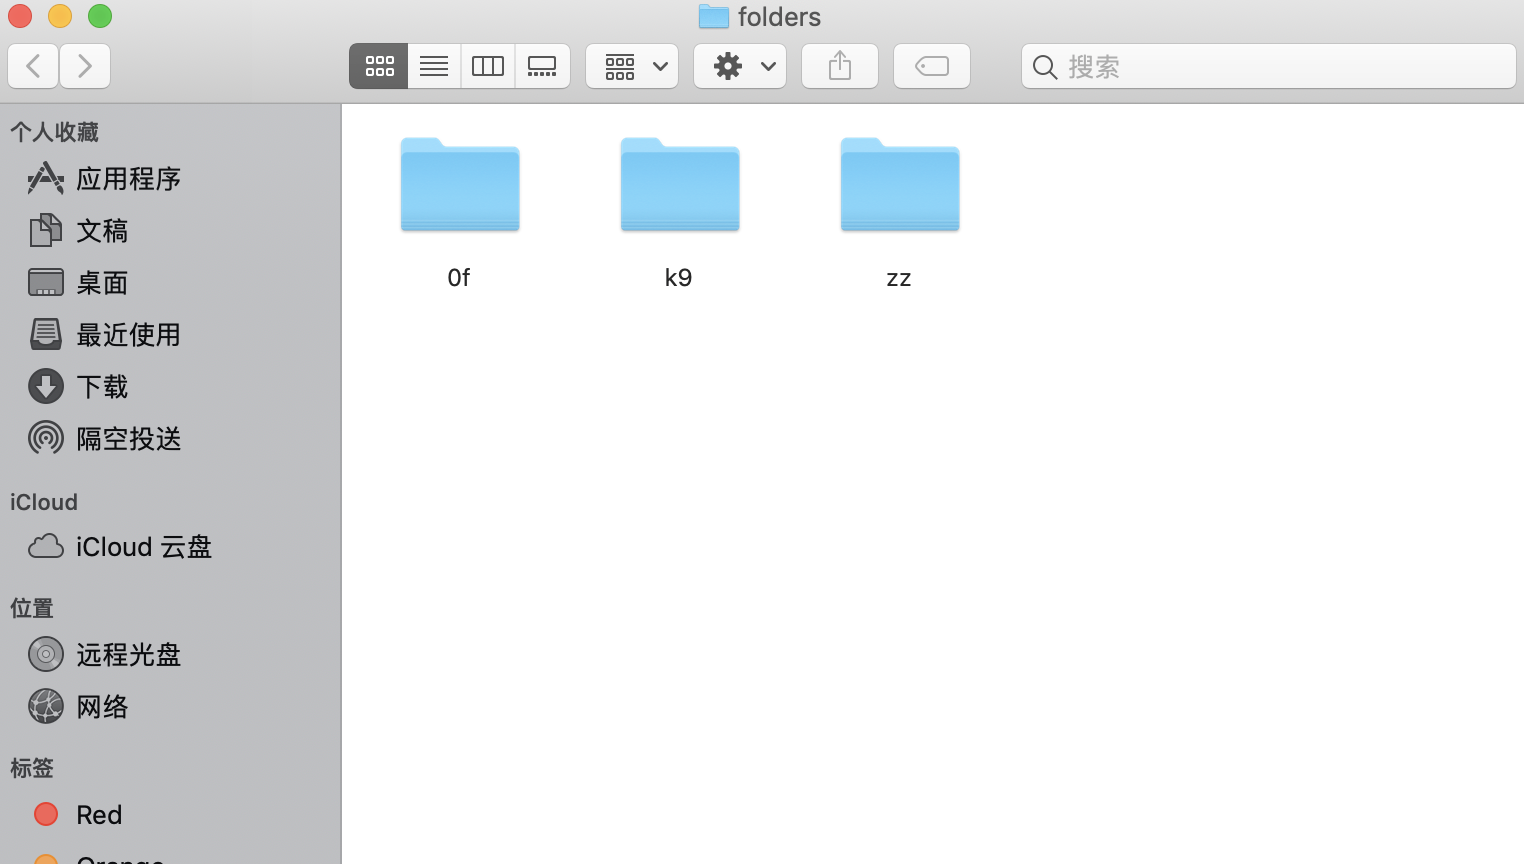 folders
搜索
个人收藏
应用程序
文稿
桌面
最近使用
下载
隔空投送
iCloud
iCloud 云盘
位置
远程光盘
网络
标签
Red
Orange
0f
k9
zz